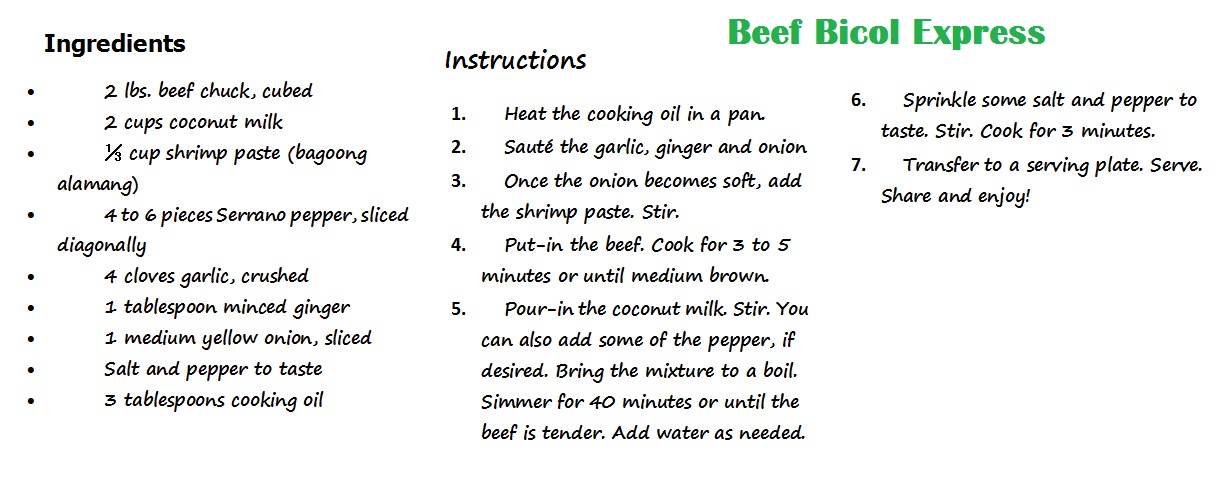 Beef Bicol Express
Ingredients
• 2 lbs. beef chuck, cubed
• 2 cups coconut milk
• ⅓ cup shrimp paste (bagoong
alamang)
• 4 to 6 pieces Serrano pepper, sliced
diagonally
• 4 cloves garlic, crushed
• 1 tablespoon minced ginger
• 1 medium yellow onion, sliced
• Salt and pepper to taste
• 3 tablespoons cooking oil
Instructions
1. Heat the cooking oil in a pan.
2. Sauté the garlic, ginger and onion
3. Once the onion becomes soft, add
the shrimp paste. Stir.
4. Put-in the beef. Cook for 3 to 5
minutes or until medium brown.
5. Pour-in the coconut milk. Stir. You
can also add some of the pepper, if
desired. Bring the mixture to a boil.
Simmer for 40 minutes or until the
beef is tender. Add water as needed.
6. Sprinkle some salt and pepper to
taste. Stir. Cook for 3 minutes.
7. Transfer to a serving plate. Serve.
Share and enjoy!